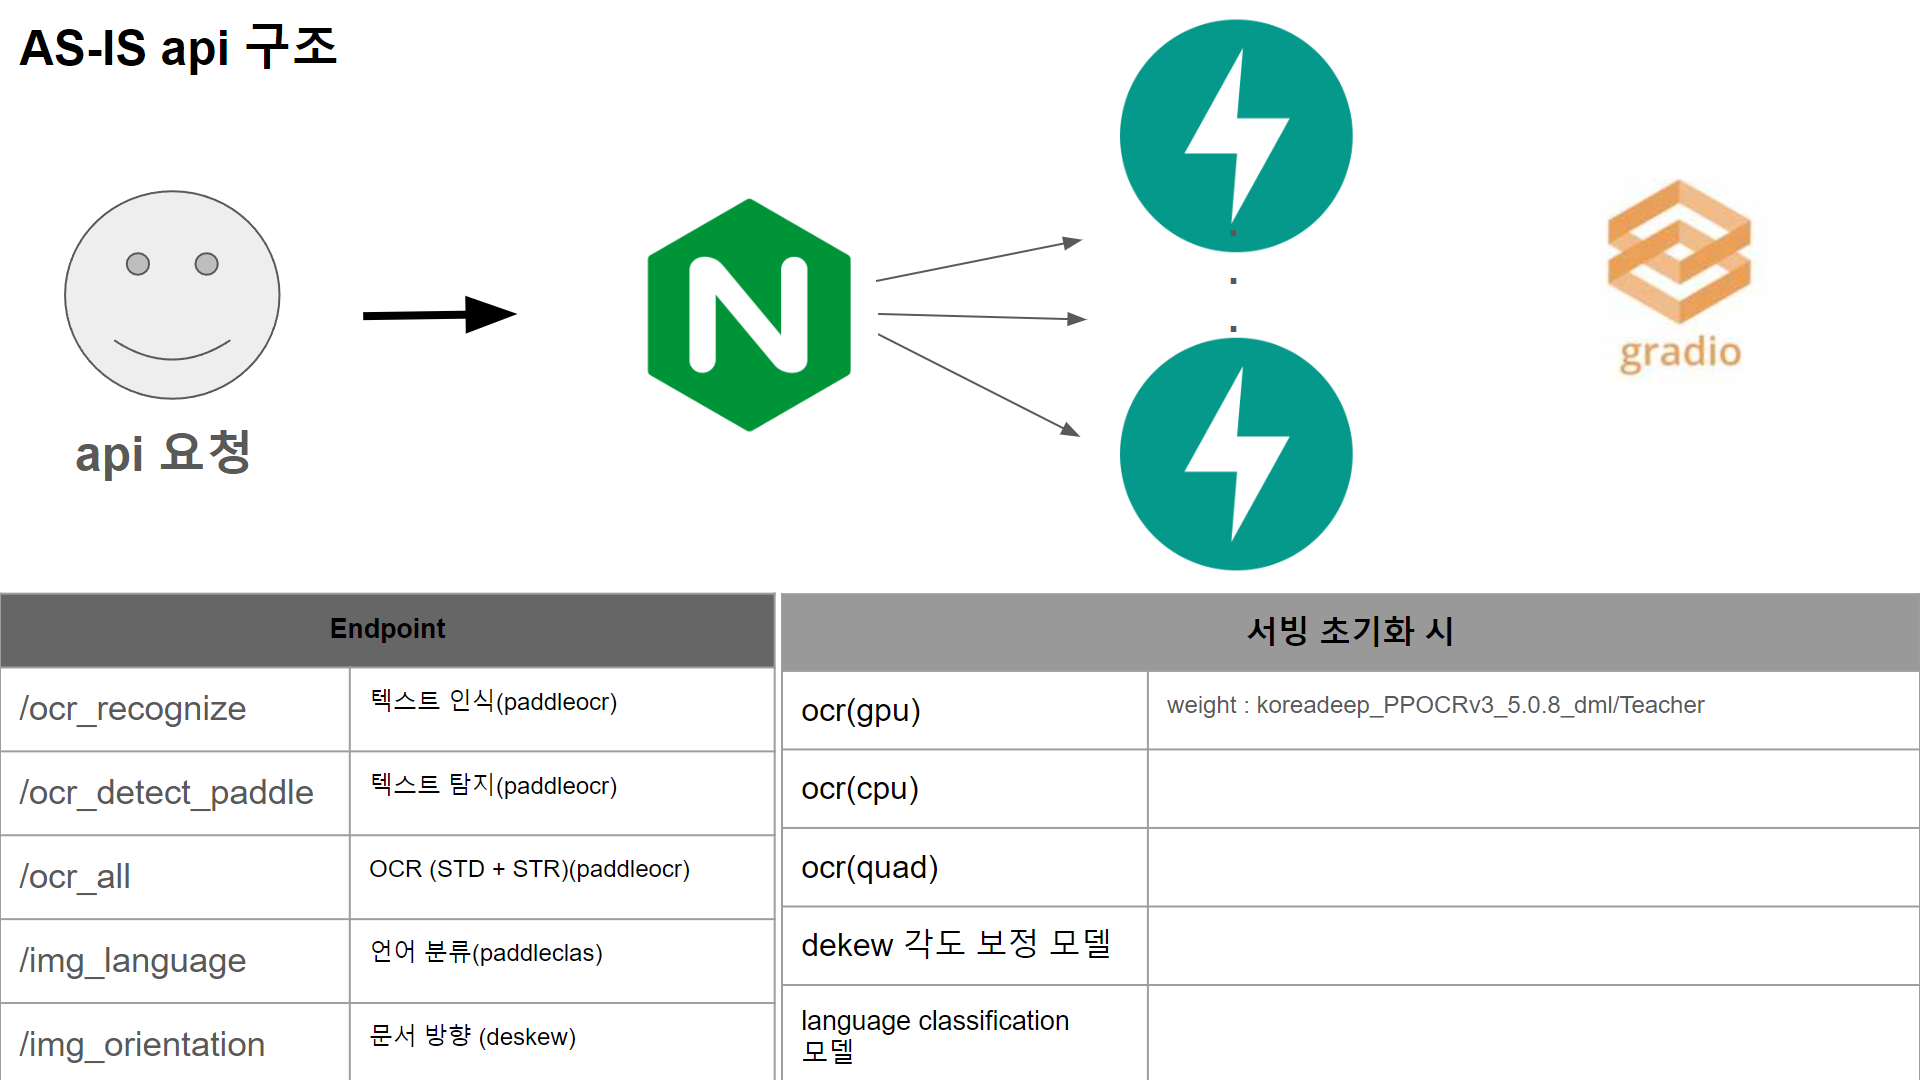 AS-IS api 구조
api 요청
N
.
.
.
gradio
Endpoint
/ocr_recognize
텍스트 인식(paddleocr)
/ocr_detect_paddle
텍스트 탐지(paddleocr)
/ocr_all
OCR (STD + STR)(paddleocr)
/img_language
언어 분류(paddleclas)
/img_orientation
문서 방향 (deskew)
서빙 초기화 시
ocr(gpu)
weight : koreadeep_PPOCRv3_5.0.8_dml/Teacher
ocr(cpu)
ocr(quad)
dekew 각도 보정 모델
language classification
모델